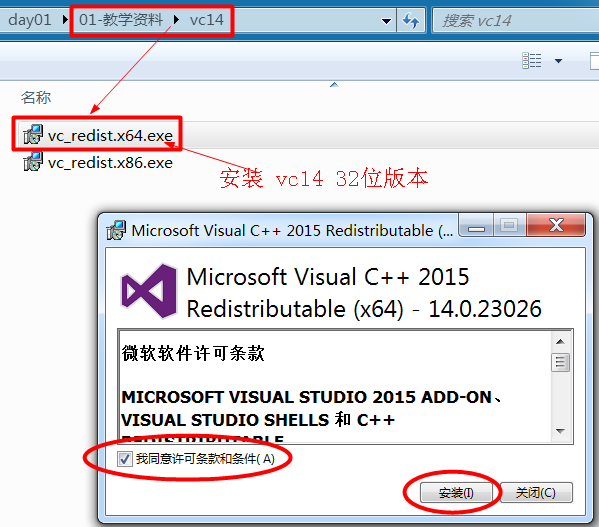 day01 01-教学资料 vc14
搜索 vc14
名称
vc_redist.x64.exe
vc_redist.x86.exe
安装 vc14 32位版本
Microsoft Visual C++ 2015 Redistributable (...
Microsoft Visual C++ 2015
Redistributable (x64) - 14.0.23026
微软软件许可条款
MICROSOFT VISUAL STUDIO 2015 ADD-ON、
VISUAL STUDIO SHELLS 和 C++
REDISTRIBUTABLE
我同意许可条款和条件(A)
安装(I)
关闭(C)